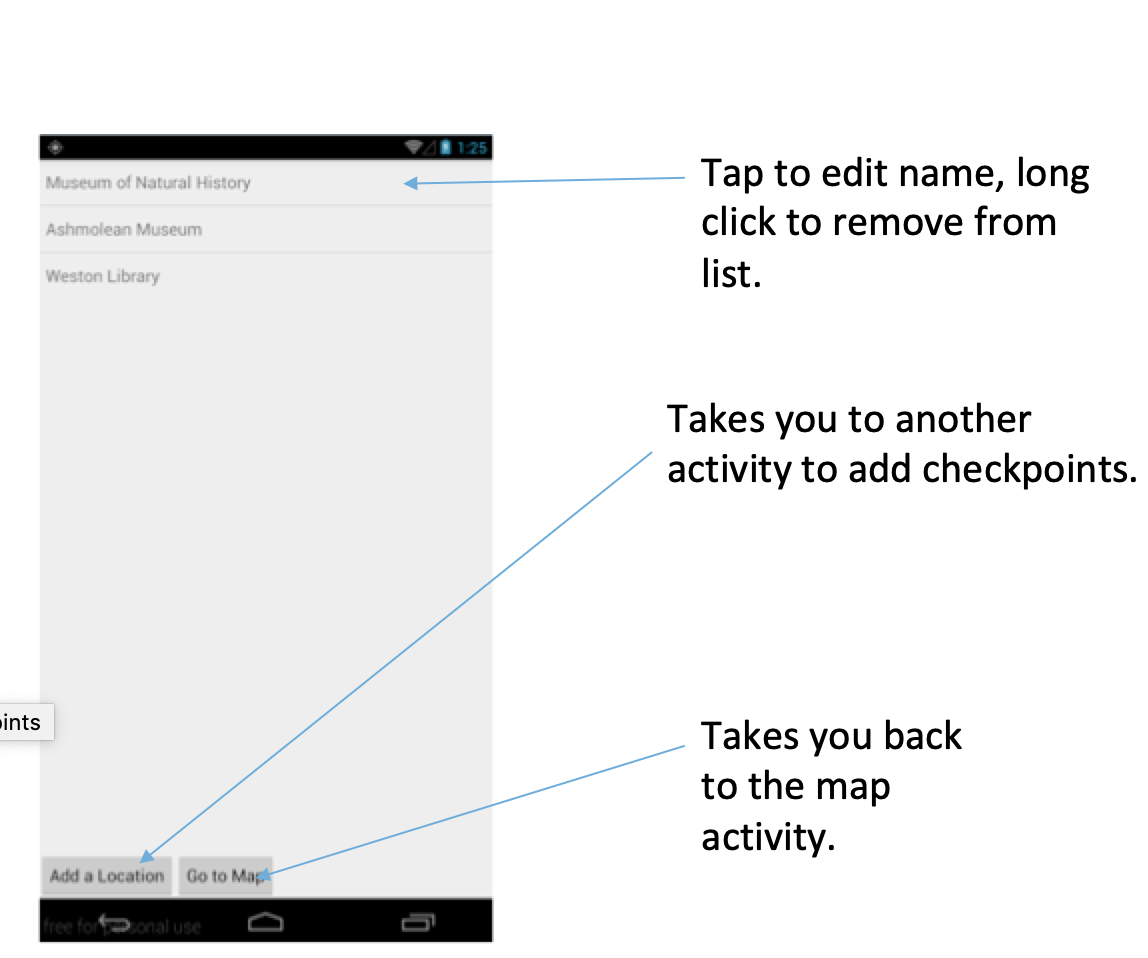 1:25
Museum of Natural History
Ashmolean Museum
Weston Library
Tap to edit name, long
click to remove from
list.
Takes you to another
activity to add checkpoints.
oints
Takes you back
to the map
activity.
Add a Location
Go to Map
free for personal use